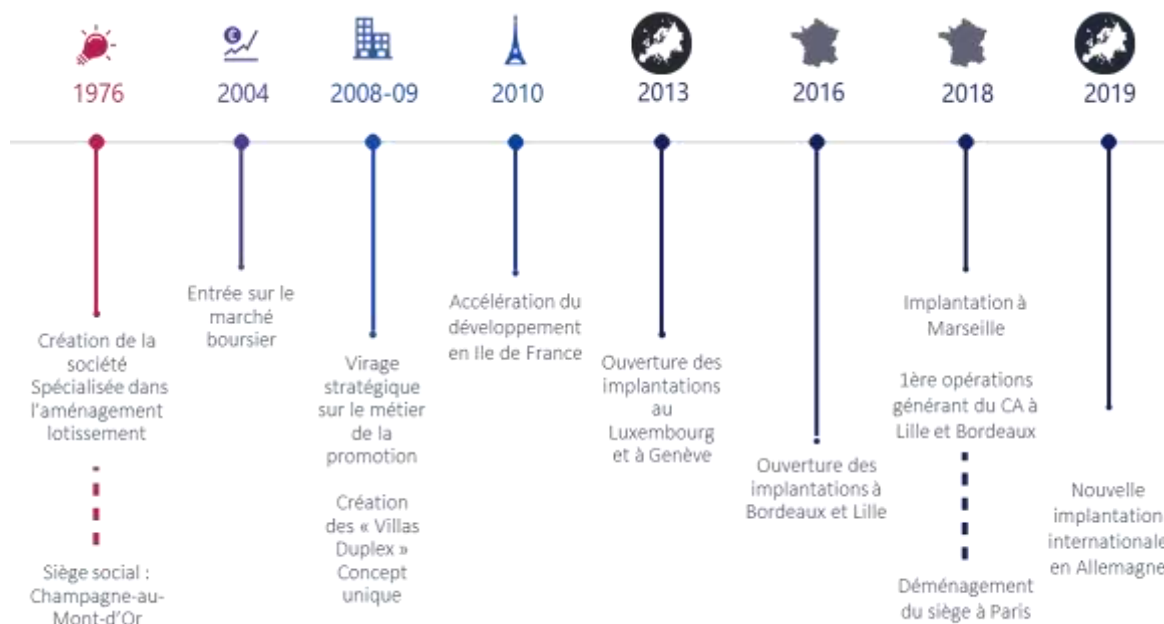 1976
Création de la
société
Spécialisée dans
l'aménagement
lotissement
Siège social :
Champagne-au-
Mont-d'Or
2004
Entrée sur le
marché
boursier
2008-09
Virage
stratégique
sur le métier
de la
promotion
Création
des « Villas
Duplex »
Concept
unique
2010
Accélération du
développement
en Ile de France
2013
Ouverture des
implantations
au
Luxembourg
et à Genève
2016
Ouverture des
implantations à
Bordeaux et Lille
2018
Implantation à
Marseille
1ère opérations
générant du CA à
Lille et Bordeaux
Déménagement
du siège à Paris
2019
Nouvelle
implantation
internationale
en Allemagne